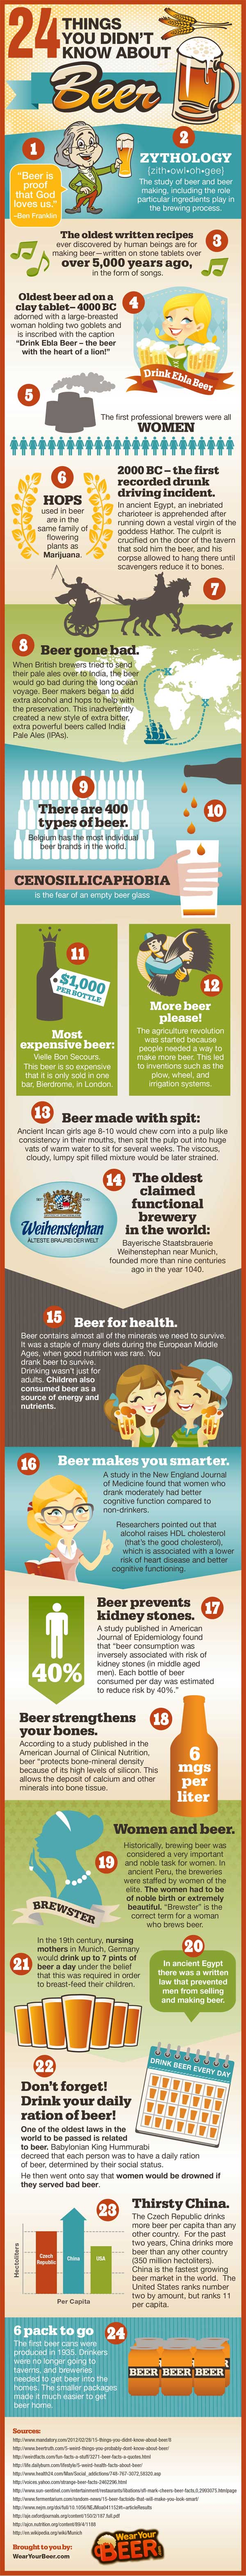 24 THINGS
YOU DIDN'T
KNOW ABOUT
Beer
1
"Beer is
proof
that God
loves us."
–Ben Franklin
2
ZYTHOLOGY
{zith•owl•oh•gee}
The study of beer and beer
making, including the role
particular ingredients play in
the brewing process.
3
The oldest written recipes
ever discovered by human beings are for
making beer – written on stone tablets over
over 5,000 years ago,
in the form of songs.
4
Oldest beer ad on a
clay tablet– 4000 BC
adorned with a large-breasted
woman holding two goblets and
is inscribed with the caption
"Drink Ebla Beer – the beer
with the heart of a lion!"
Drink Ebla Beer
5
The first professional brewers were all
WOMEN
6
HOPS
used in beer
are in the
same family of
flowering
plants as
Marijuana.
2000 BC – the first
recorded drunk
driving incident.
In ancient Egypt, an inebriated
charioteer is apprehended after
running down a vestal virgin of the
goddess Hathor. The culprit is
crucified on the door of the tavern
that sold him the beer, and his
corpse allowed to hang there until
scavengers reduce it to bones.
7
8
Beer gone bad.
When British brewers tried to send
their pale ales over to India, the beer
would go bad during the long ocean
voyage. Beer makers began to add
extra alcohol and hops to help with
the preservation. This inadvertently
created a new style of extra bitter,
extra powerful beers called India
Pale Ales (IPAs).
X
X
9
There are 400
types of beer.
Belgium has the most individual
beer brands in the world.
10
CENOSILLICAPHOBIA
is the fear of an empty beer glass
11
$1,000
PER BOTTLE
Most
expensive beer:
Vielle Bon Secours.
This beer is so expensive
that it is only sold in one
bar, Bierdrome, in London.
12
More beer
please!
The agriculture revolution
was started because
people needed a way to
make more beer. This led
to inventions such as the
plow, wheel, and
irrigation systems.
13
Beer made with spit:
Ancient Incan girls age 8-10 would chew corn into a pulp like
consistency in their mouths, then spit the pulp out into huge
vats of warm water to sit for several weeks. The viscous,
cloudy, lumpy spit filled mixture would be later strained.
14
The oldest
claimed
functional
brewery
in the world:
Bayerische Staatsbrauerie
Weihenstephan near Munich,
founded more than nine centuries
ago in the year 1040.
Weihenstephan
ÄLTESTE BRAUEREI DER WELT
15
Beer for health.
Beer contains almost all of the minerals we need to survive.
It was a staple of many diets during the European Middle
Ages, when good nutrition was rare. You
drank beer to survive.
Drinking wasn't just for
adults. Children also
consumed beer as a
source of energy and
nutrients.
16
Beer makes you smarter.
A study in the New England Journal
of Medicine found that women who
drank moderately had better
cognitive function compared to
non-drinkers.
Researchers pointed out that
alcohol raises HDL cholesterol
(that's the good cholesterol),
which is associated with a lower
risk of heart disease and better
cognitive functioning.
17
Beer prevents
kidney stones.
A study published in American
Journal of Epidemiology found
that "beer consumption was
inversely associated with risk of
kidney stones (in middle aged
men). Each bottle of beer
consumed per day was estimated
to reduce risk by 40%."
40%
18
Beer strengthens
your bones.
According to a study published in the
American Journal of Clinical Nutrition,
beer "protects bone-mineral density
because of its high levels of silicon. This
allows the deposit of calcium and other
minerals into bone tissue.
6
mgs
per
liter
19
Women and beer.
Historically, brewing beer was
considered a very important
and noble task for women. In
ancient Peru, the breweries
were staffed by women of the
elite. The women had to be
of noble birth or extremely
beautiful. "Brewster" is the
correct term for a woman
who brews beer.
BREWSTER
20
In ancient Egypt
there was a written
law that prevented
men from selling
and making beer.
21
In the 19th century, nursing
mothers in Munich, Germany
would drink up to 7 pints of
beer a day under the belief
that this was required in order
to breast-feed their children.
22
Don't forget!
Drink your daily
ration of beer!
DRINK BEER EVERY DAY
One of the oldest laws in the
world to be passed is related
to beer. Babylonian King Hummurabi
decreed that each person was to have a daily ration
of beer, determined by their social status.
He then went onto say that women would be drowned if
they served bad beer.
23
Hectoliters
Czech
Republic
China
USA
Per Capita
Thirsty China.
The Czech Republic drinks
more beer per capita than any
other country. For the past
two years, China drinks more
beer than any other country
(350 million hectoliters).
China is the fastest growing
beer market in the world. The
United States ranks number
two by amount, but ranks 11
per capita.
24
6 pack to go
The first beer cans were
produced in 1935. Drinkers
were no longer going to
taverns, and breweries
needed to get beer into the
homes. The smaller packages
made it much easier to get
beer home.
BEER BEER BEER
Sources:
Brought to you by:
WearYourBeer.com
Wear Your
BEER